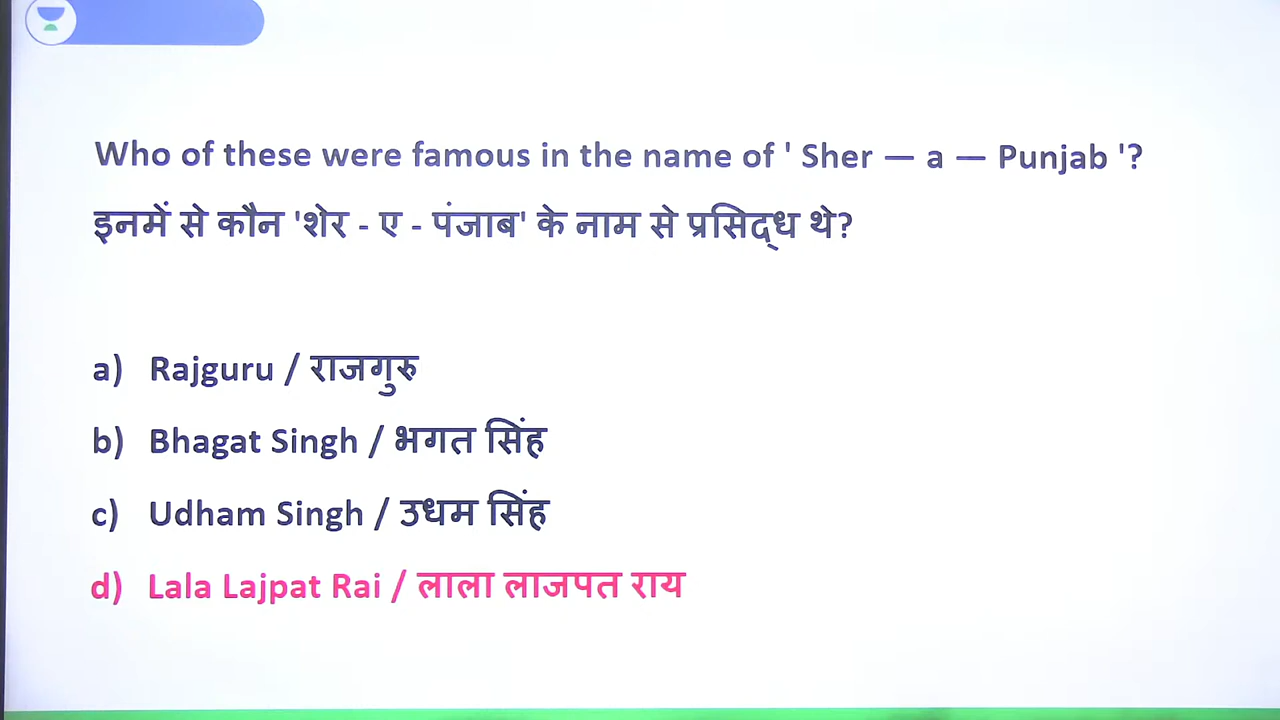 Who of these were famous in the name of ' Sher — a — Punjab '?
इनमें से कौन 'शेर - ए - पंजाब' के नाम से प्रसिद्ध थे?
a) Rajguru / राजगुरु
b) Bhagat Singh / भगत सिंह
c) Udham Singh / उधम सिंह
d) Lala Lajpat Rai / लाला लाजपत राय